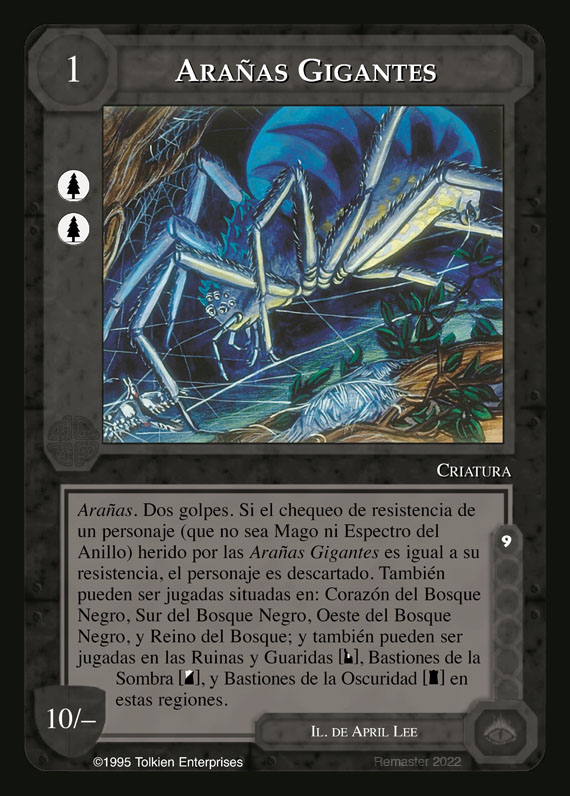 1
Arañas Gigantes
Criatura
Arañas. Dos golpes. Si el chequeo de resistencia de
un personaje (que no sea Mago ni Espectro del
Anillo) herido por las Arañas Gigantes es igual a su
resistencia, el personaje es descartado. También
pueden ser jugadas situadas en: Corazón del Bosque
Negro, Sur del Bosque Negro, Oeste del Bosque
Negro, y Reino del Bosque; y también pueden ser
jugadas en las Ruinas y Guaridas [], Bastiones de la
Sombra [], y Bastiones de la Oscuridad [] en
estas regiones.
9
10/–
Il. de April Lee
©1995 Tolkien Enterprises
Remaster 2022